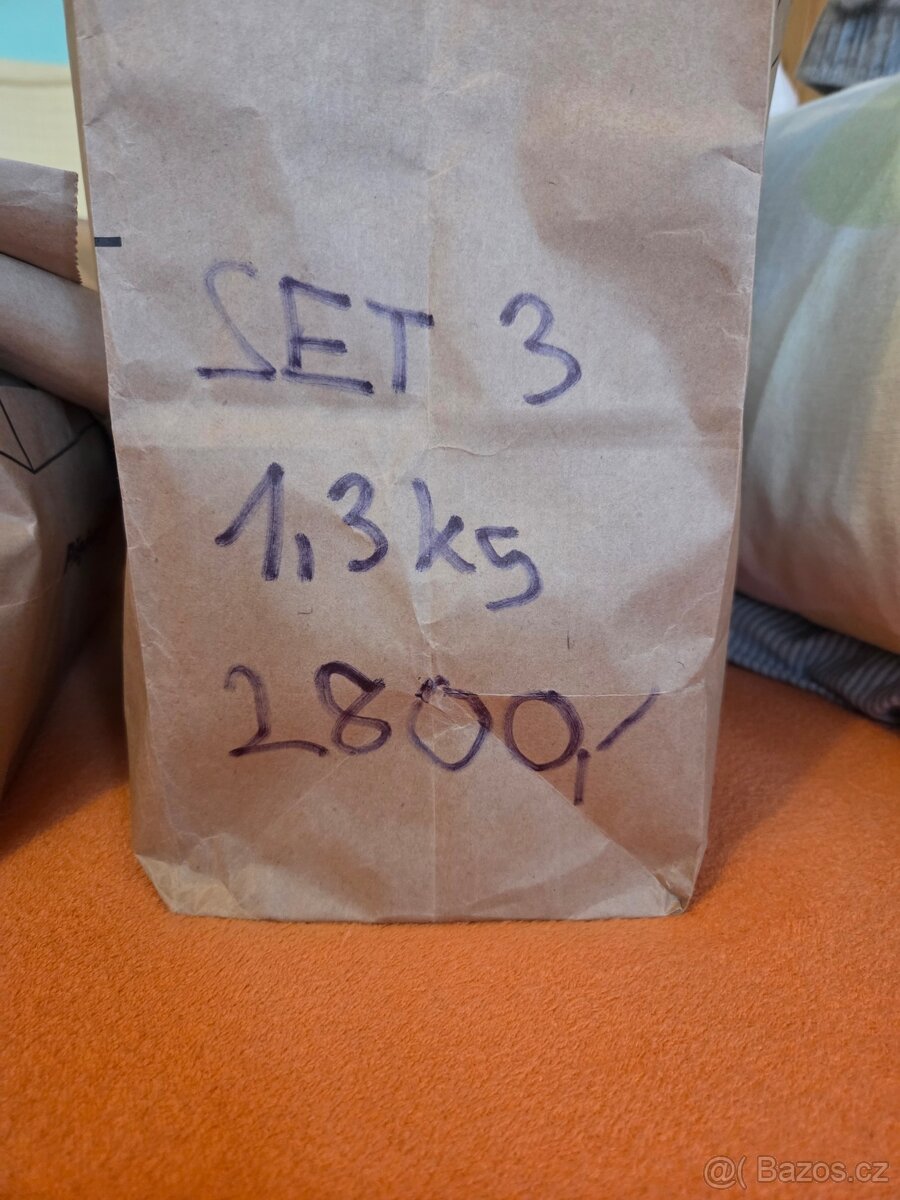 SET 3
1,3 kg
2800,-
@( Bazos.cz